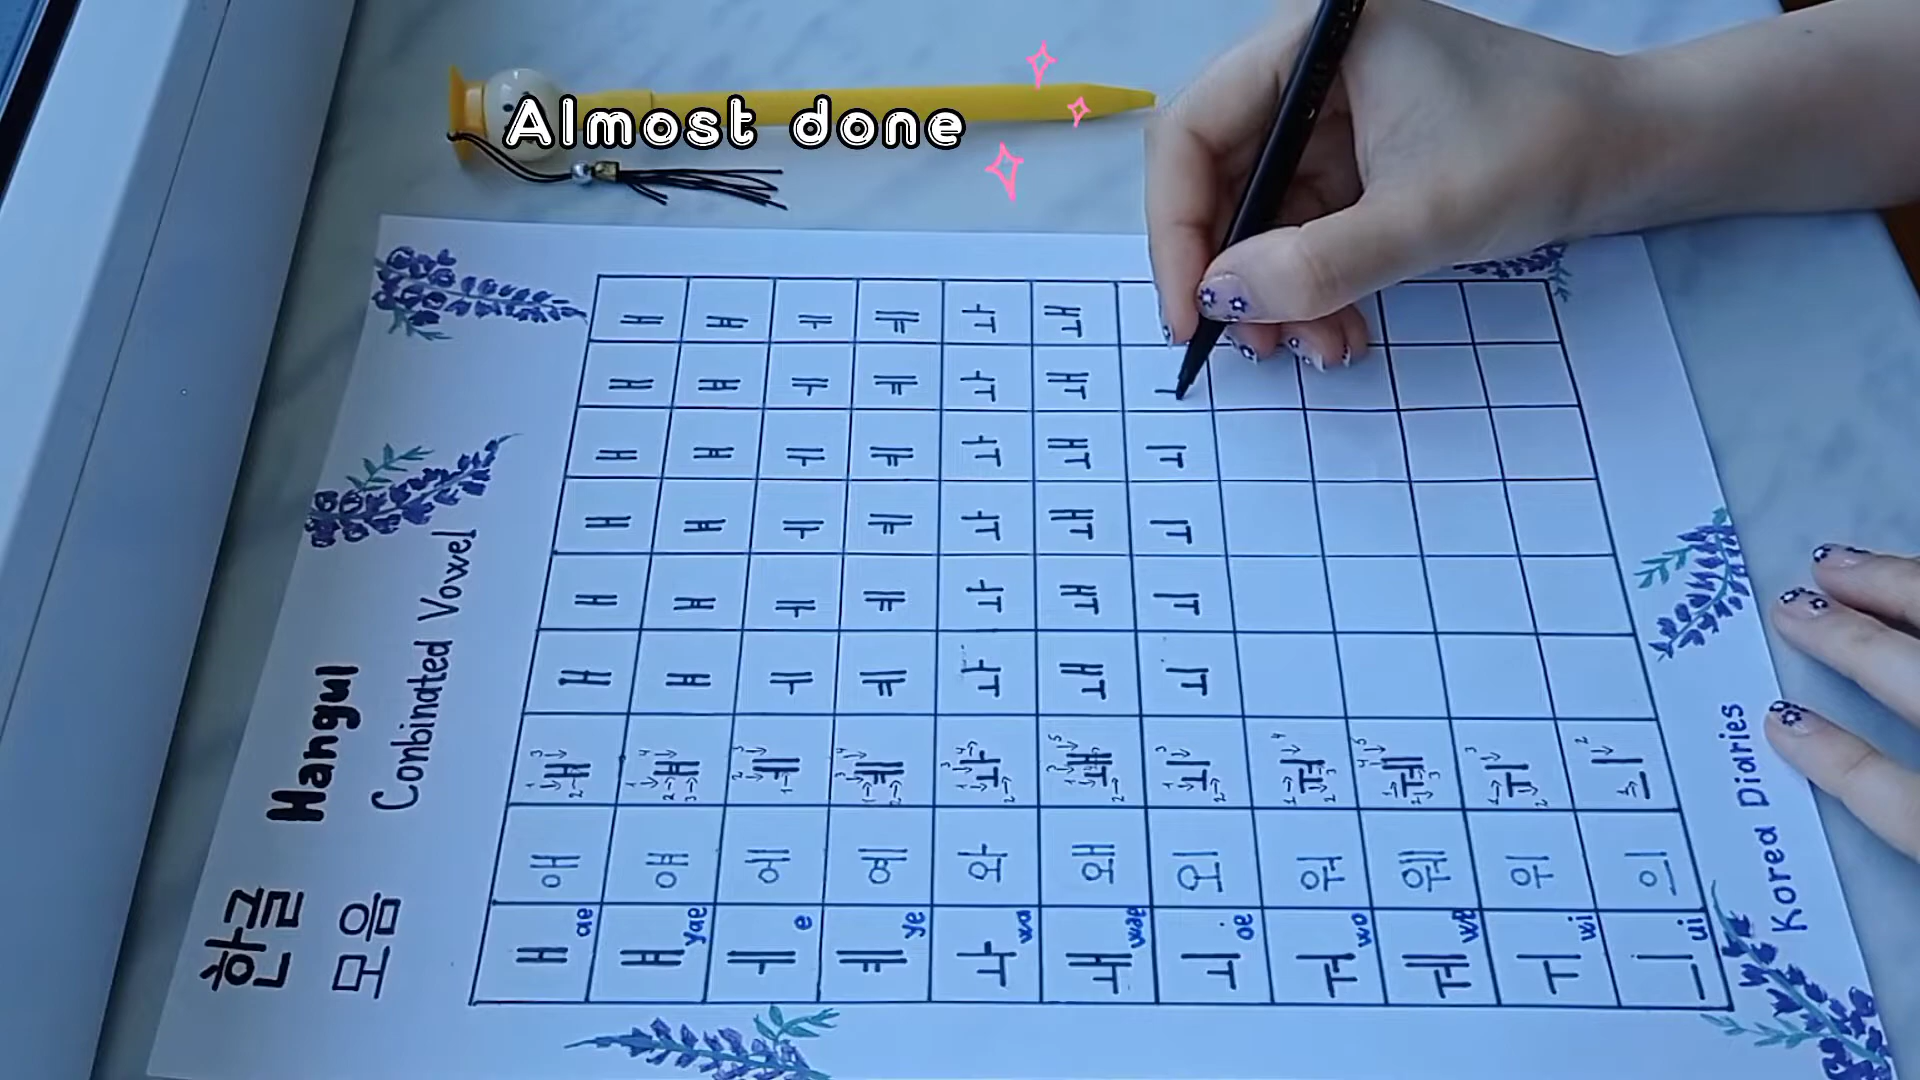 Almost done
한글 Hangul
모음 Conbinated Vowel
ㅐ ae 애 ㅐ ㅐ ㅐ ㅐ ㅐ ㅐ ㅐ
ㅒ yae 얘 ㅒ ㅒ ㅒ ㅒ ㅒ ㅒ ㅒ
ㅔ e 에 ㅔ ㅔ ㅔ ㅔ ㅔ ㅔ ㅔ
ㅖ ye 예 ㅖ ㅖ ㅖ ㅖ ㅖ ㅖ ㅖ
ㅘ wa 와 ㅘ ㅘ ㅘ ㅘ ㅘ ㅘ ㅘ
ㅙ wae 왜 ㅙ ㅙ ㅙ ㅙ ㅙ ㅙ ㅙ
ㅚ oe 외 ㅚ ㅚ ㅚ ㅚ ㅚ
ㅝ wo 워 ㅝ
ㅞ we 웨 ㅞ
ㅟ wi 위 ㅟ
ㅢ ui 의 ㅢ
Korea Diaries